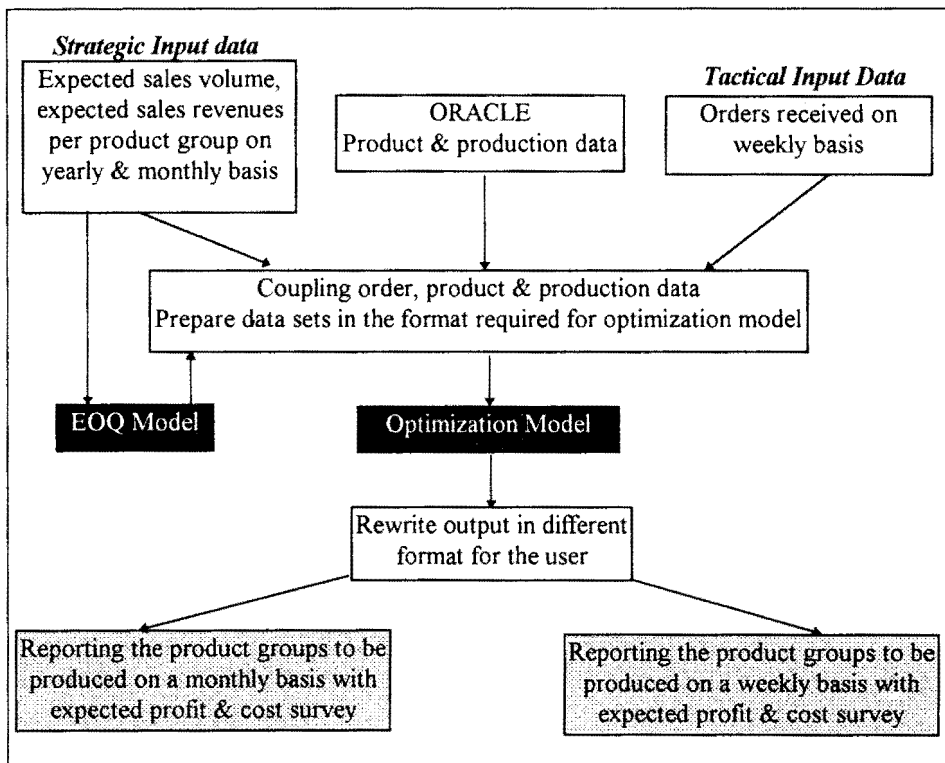 Strategic Input data
Expected sales volume,
expected sales revenues
per product group on
yearly & monthly basis
ORACLE
Product & production data
Tactical Input Data
Orders received on
weekly basis
Coupling order, product & production data
Prepare data sets in the format required for optimization model
EOQ Model
Optimization Model
Rewrite output in different
format for the user
Reporting the product groups to be
produced on a monthly basis with
expected profit & cost survey
Reporting the product groups to be
produced on a weekly basis with
expected profit & cost survey